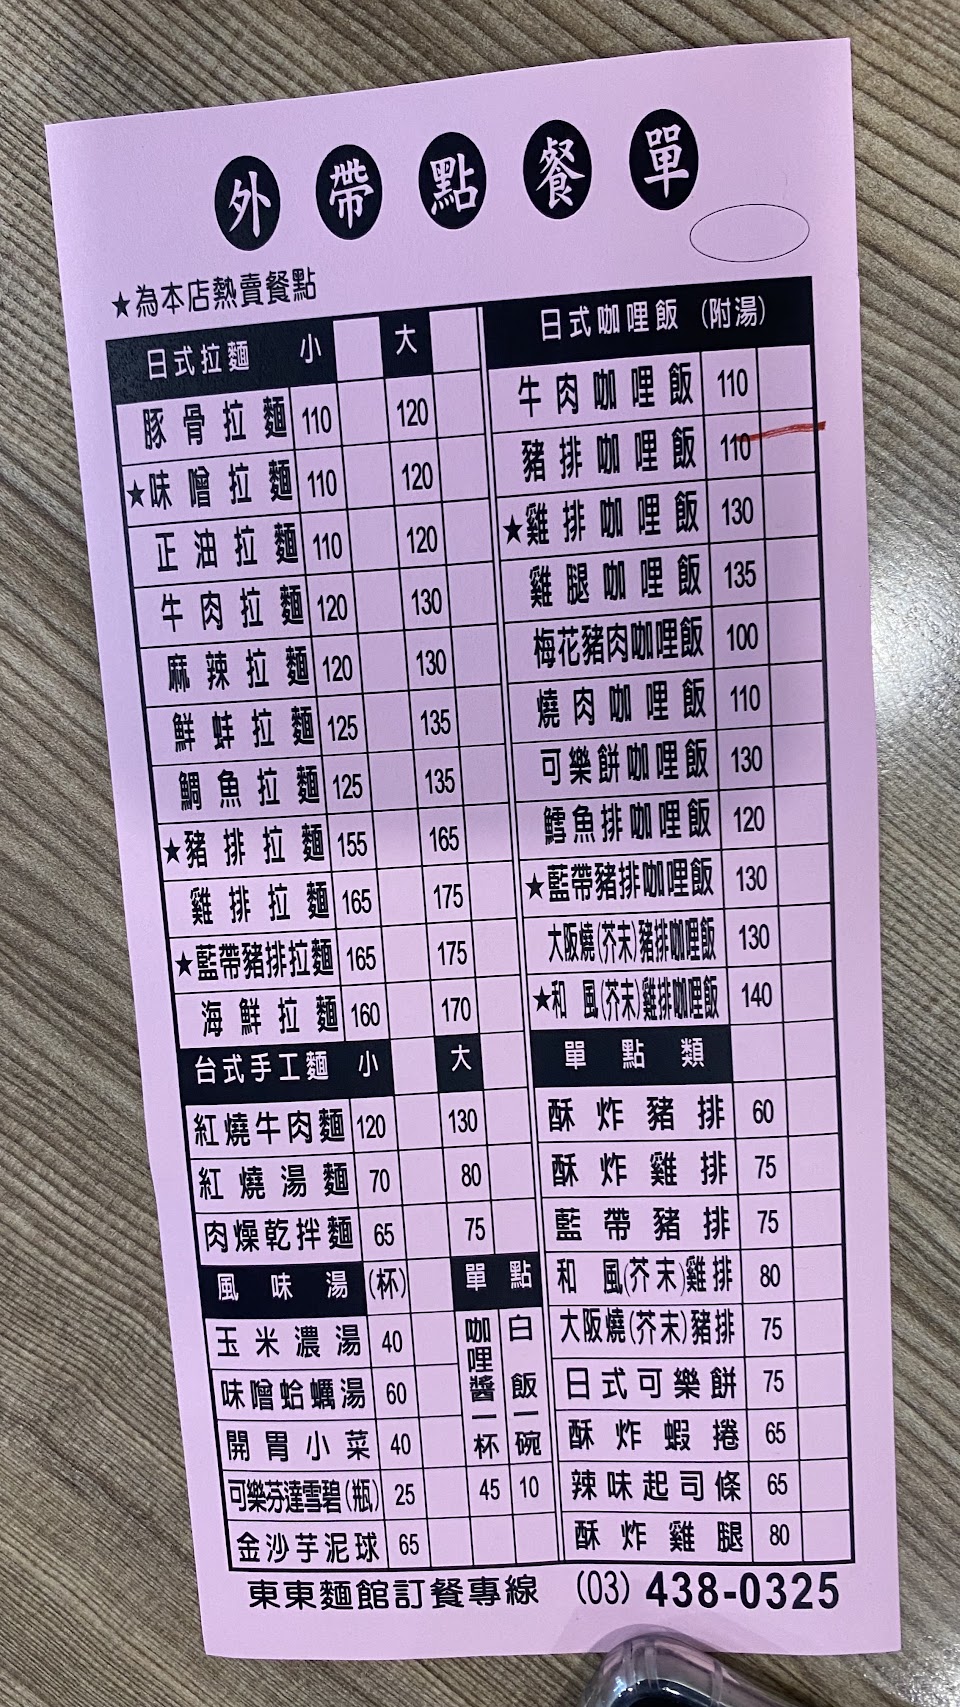 外帶點餐單
★為本店熱賣餐點
日式拉麵 小 大
豚骨拉麵 110 120
★味噌拉麵 110 120
正油拉麵 110 120
牛肉拉麵 120 130
麻辣拉麵 120 130
鮮蚌拉麵 125 135
鯛魚拉麵 125 135
★豬排拉麵 155 165
雞排拉麵 165 175
★藍帶豬排拉麵 165 175
海鮮拉麵 160 170
台式手工麵 小 大
紅燒牛肉麵 120 130
紅燒湯麵 70 80
肉燥乾拌麵 65 75
風味湯 (杯)
玉米濃湯 40
味噌蛤蠣湯 60
開胃小菜 40
可樂芬達雪碧(瓶) 25
金沙芋泥球 65
單點
咖哩醬一杯 45
白飯一碗 10
日式咖哩飯 (附湯)
牛肉咖哩飯 110
豬排咖哩飯 110
★雞排咖哩飯 130
雞腿咖哩飯 135
梅花豬肉咖哩飯 100
燒肉咖哩飯 110
可樂餅咖哩飯 130
鱈魚排咖哩飯 120
★藍帶豬排咖哩飯 130
大阪燒(芥末)豬排咖哩飯 130
★和風(芥末)雞排咖哩飯 140
單點類
酥炸豬排 60
酥炸雞排 75
藍帶豬排 75
和風(芥末)雞排 80
大阪燒(芥末)豬排 75
日式可樂餅 75
酥炸蝦捲 65
辣味起司條 65
酥炸雞腿 80
東東麵館訂餐專線 (03) 438-0325